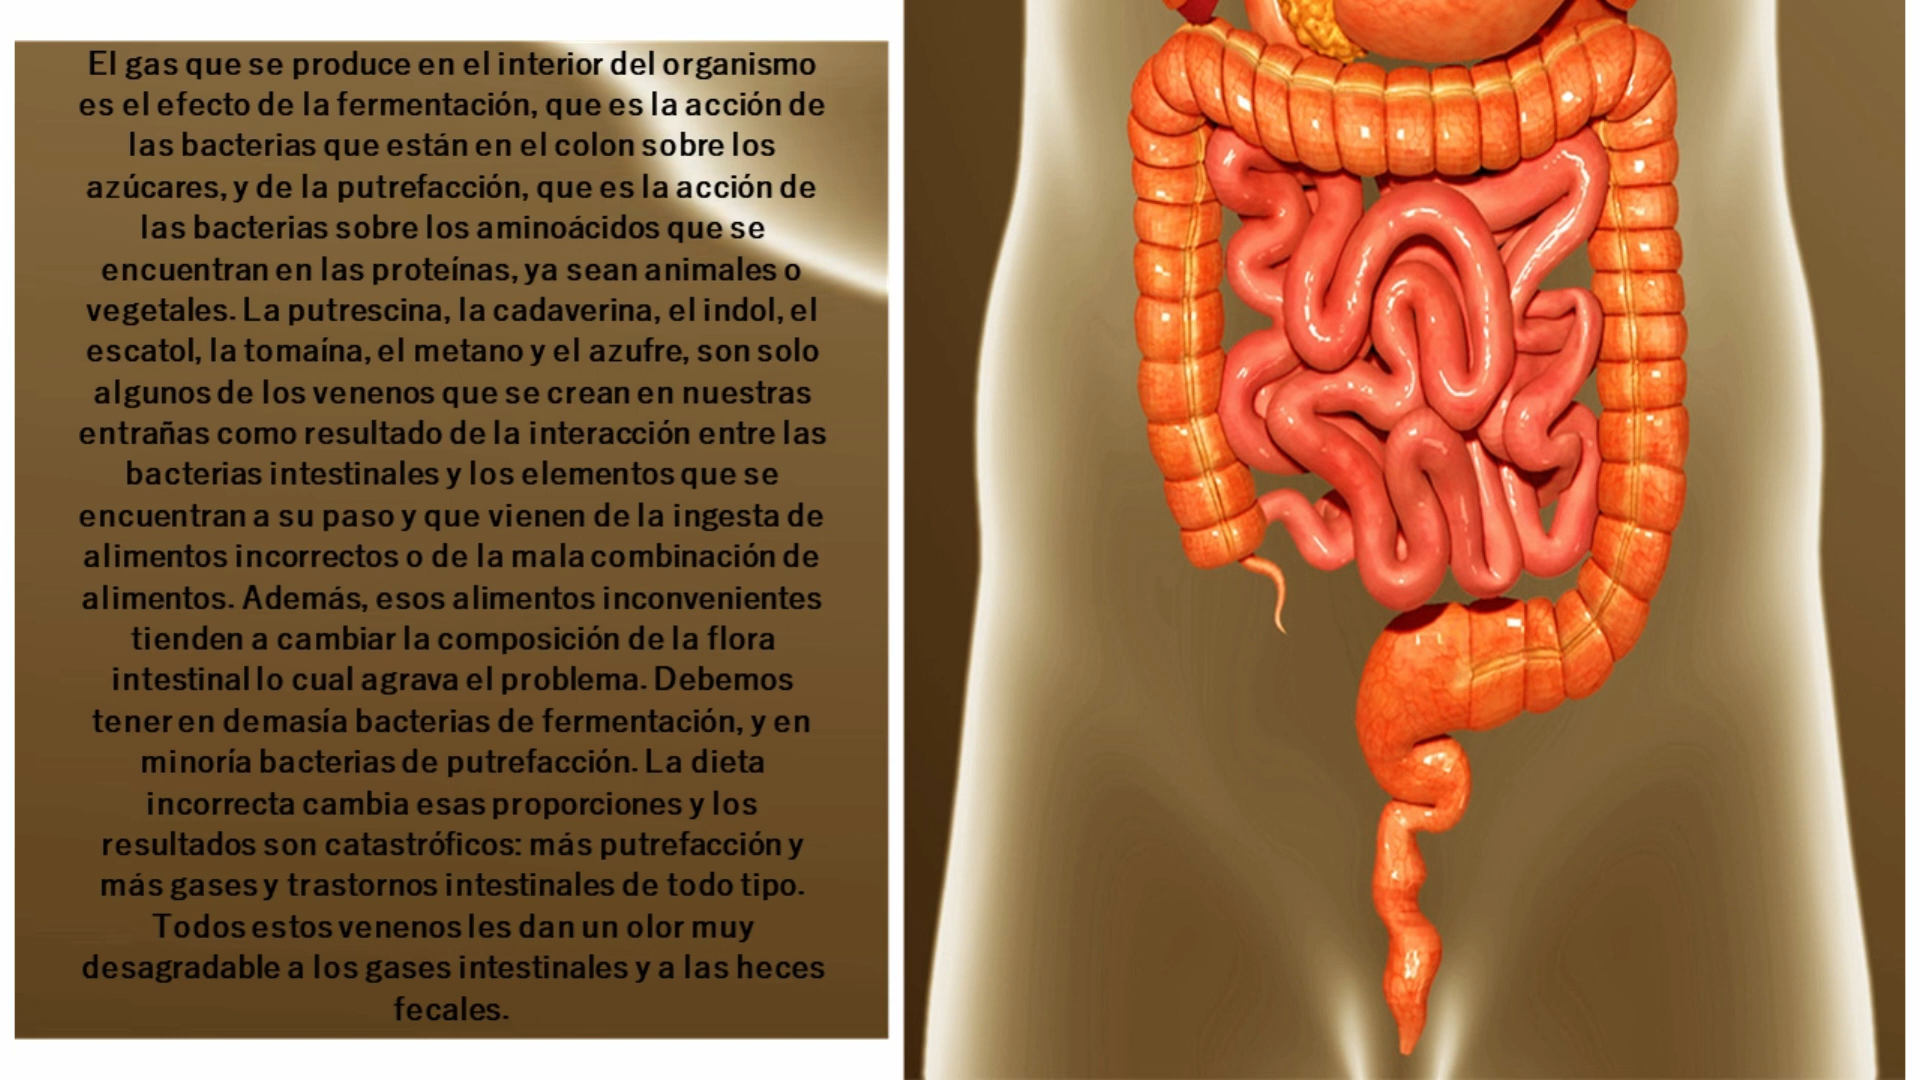 El gas que se produce en el interior del organismo
es el efecto de la fermentación, que es la acción de
las bacterias que están en el colon sobre los
azúcares, y de la putrefacción, que es la acción de
las bacterias sobre los aminoácidos que se
encuentran en las proteínas, ya sean animales o
vegetales. La putrescina, la cadaverina, el indol, el
escatol, la tomaína, el metano y el azufre, son solo
algunos de los venenos que se crean en nuestras
entrañas como resultado de la interacción entre las
bacterias intestinales y los elementos que se
encuentran a su paso y que vienen de la ingesta de
alimentos incorrectos o de la mala combinación de
alimentos. Además, esos alimentos inconvenientes
tienden a cambiar la composición de la flora
intestinal lo cual agrava el problema. Debemos
tener en demasía bacterias de fermentación, y en
minoría bacterias de putrefacción. La dieta
incorrecta cambia esas proporciones y los
resultados son catastróficos: más putrefacción y
más gases y trastornos intestinales de todo tipo.
Todos estos venenos les dan un olor muy
desagradable a los gases intestinales y a las heces
fecales.